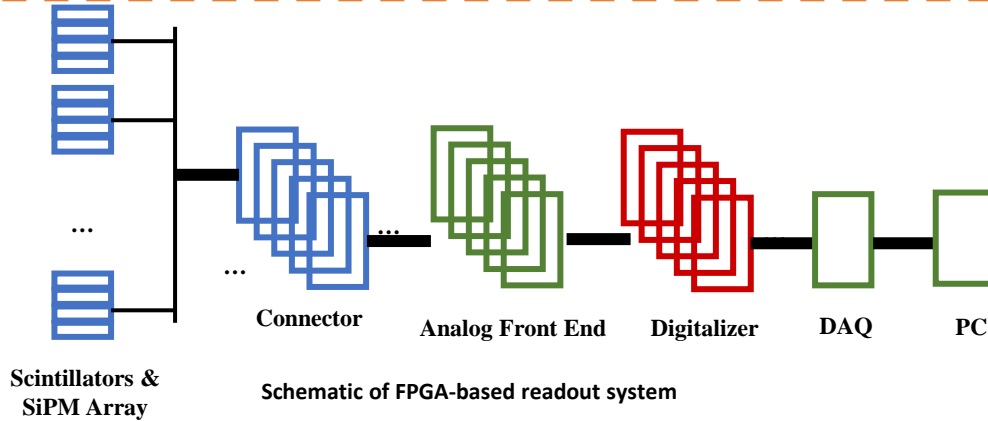 ...
...
...
Connector
Analog Front End
Digitalizer
DAQ
PC
Scintillators &
SiPM Array
Schematic of FPGA-based readout system